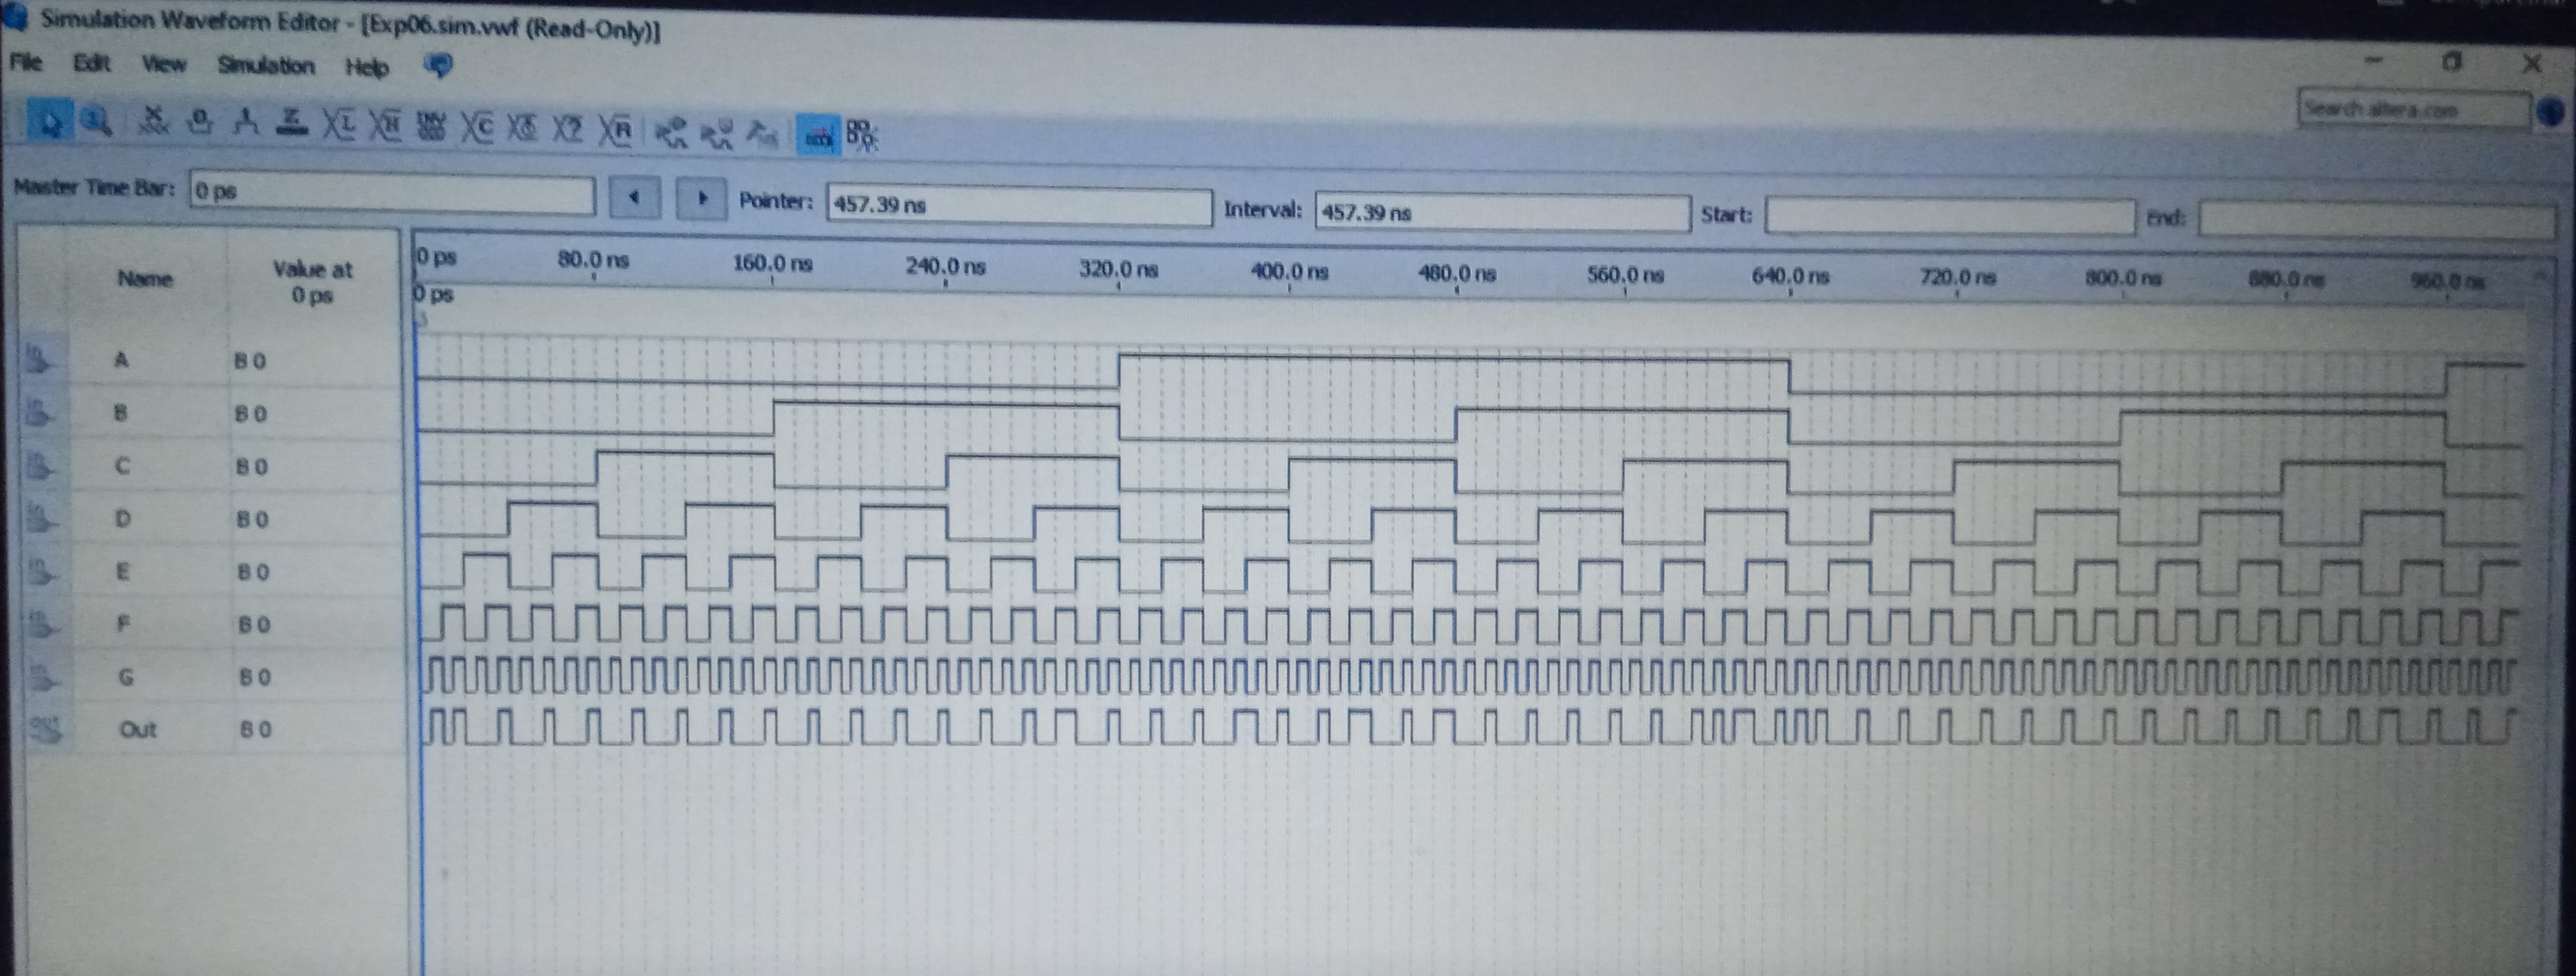 Simulation Waveform Editor - [Exp06.sim.vwf (Read-Only)]
File Edit View Simulation Help
Search altera.com
Master Time Bar: 0 ps Pointer: 457.39 ns Interval: 457.39 ns Start: End:
Name Value at 0 ps
0 ps 80.0 ns 160.0 ns 240.0 ns 320.0 ns 400.0 ns 480.0 ns 560.0 ns 640.0 ns 720.0 ns 800.0 ns 880.0 ns 960.0 ns
0 ps
A B 0
B B 0
C B 0
D B 0
E B 0
F B 0
G B 0
Out B 0